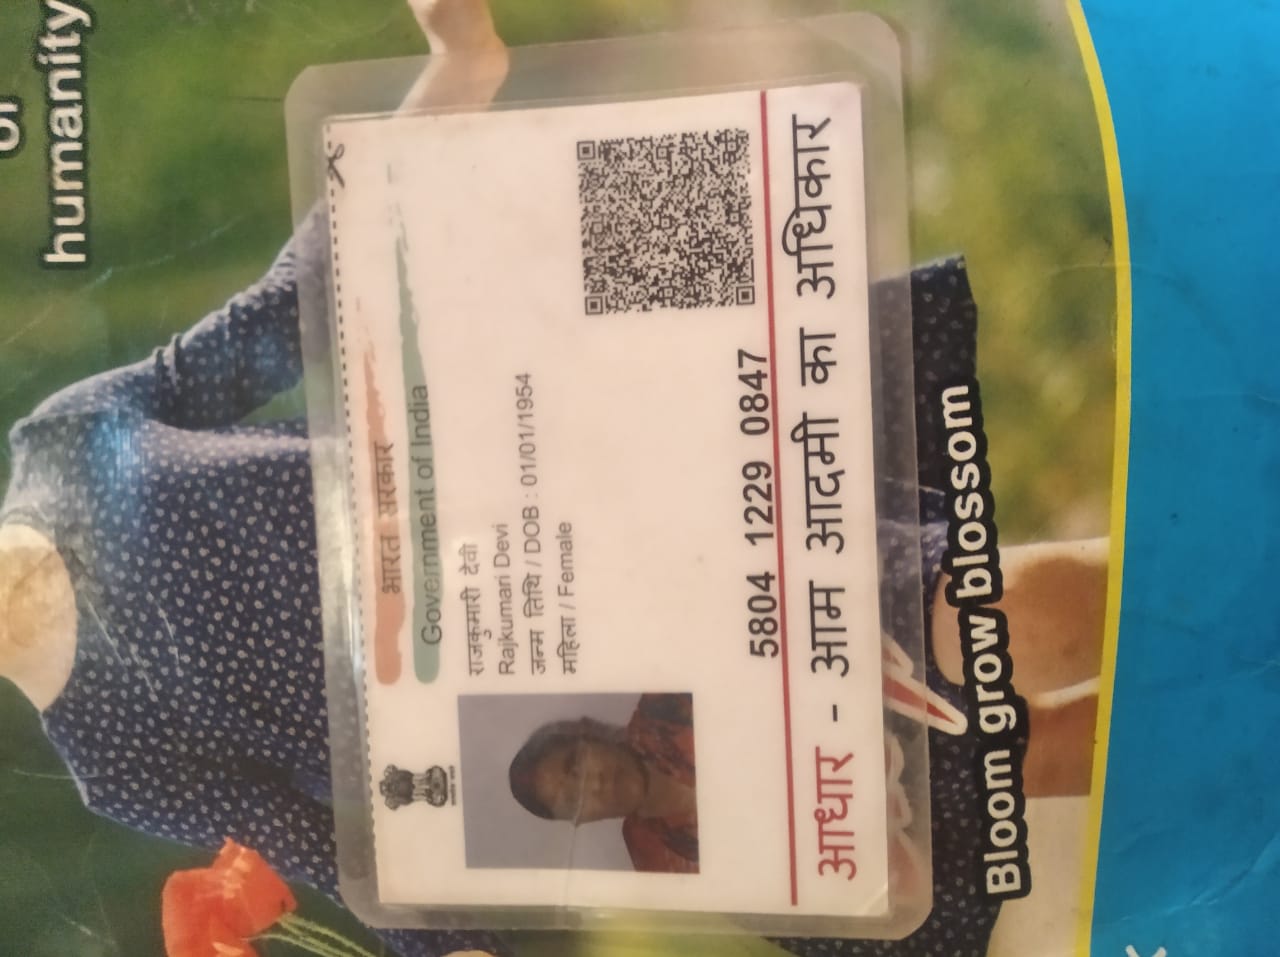 of
humanity
भारत सरकार
Government of India
राजकुमारी देवी
Rajkumari Devi
जन्म तिथि / DOB : 01/01/1954
महिला / Female
5804 1229 0847
आधार - आम आदमी का अधिकार
Bloom grow blossom